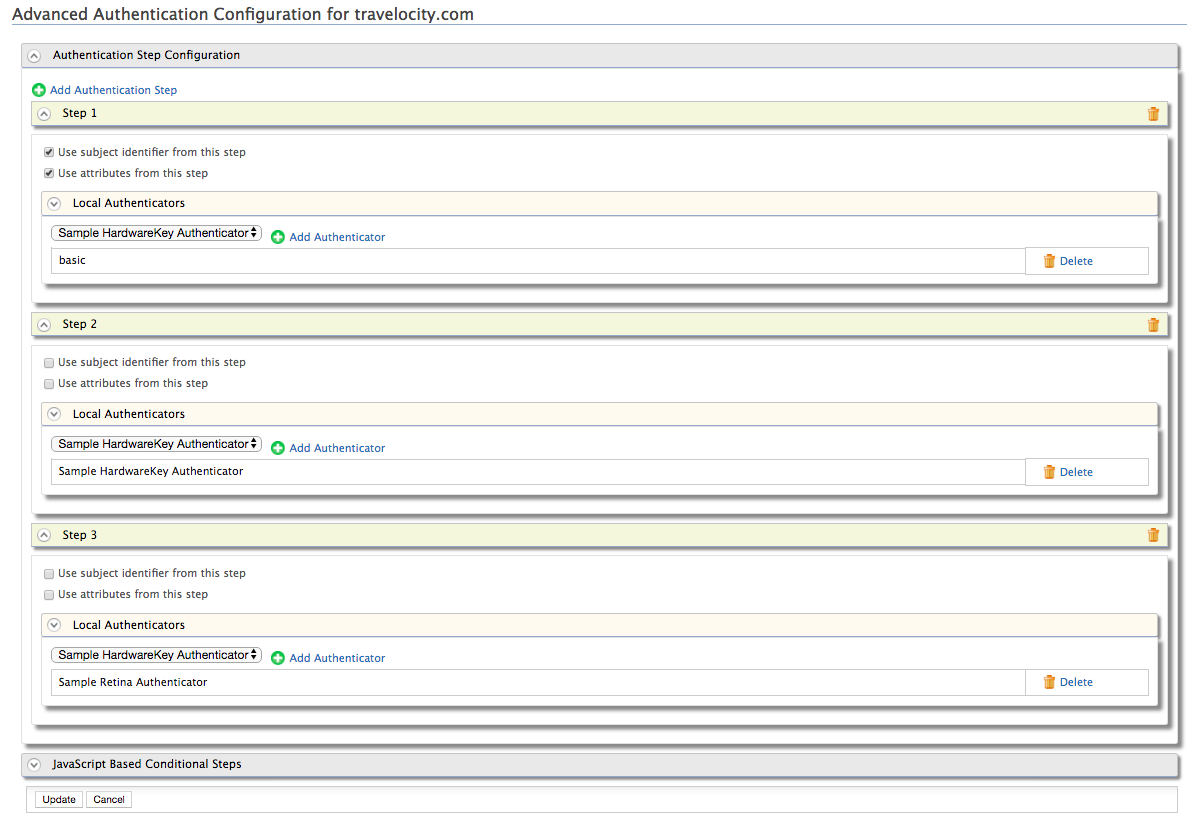 Advanced Authentication Configuration for travelocity.com
Authentication Step Configuration
Add Authentication Step
Step 1
Use subject identifier from this step
Use attributes from this step
Local Authenticators
Sample HardwareKey Authenticator Add Authenticator
basic Delete
Step 2
Use subject identifier from this step
Use attributes from this step
Local Authenticators
Sample HardwareKey Authenticator Add Authenticator
Sample HardwareKey Authenticator Delete
Step 3
Use subject identifier from this step
Use attributes from this step
Local Authenticators
Sample HardwareKey Authenticator Add Authenticator
Sample Retina Authenticator Delete
JavaScript Based Conditional Steps
Update Cancel